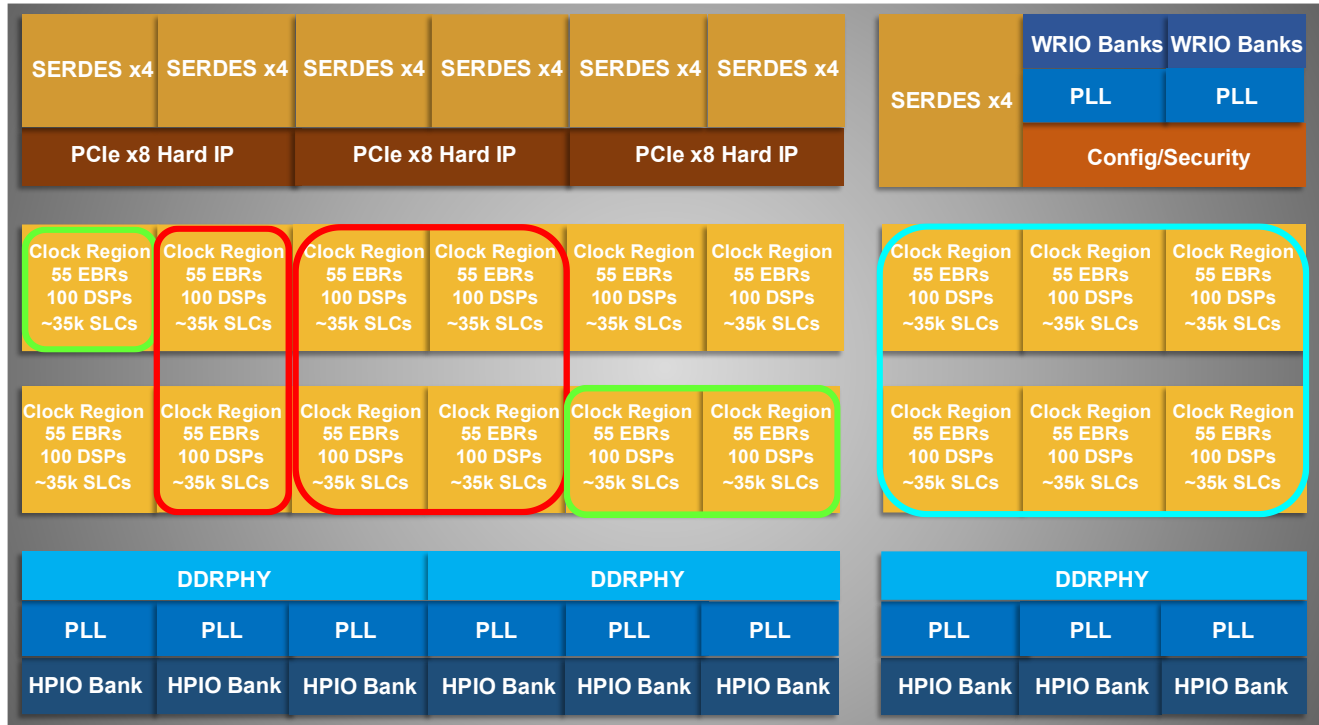 SERDES x4 SERDES x4 SERDES x4 SERDES x4 SERDES x4 SERDES x4
PCIe x8 Hard IP PCIe x8 Hard IP PCIe x8 Hard IP
SERDES x4
WRIO Banks WRIO Banks
PLL PLL
Config/Security
Clock Region Clock Region Clock Region Clock Region Clock Region Clock Region
55 EBRs 55 EBRs 55 EBRs 55 EBRs 55 EBRs 55 EBRs
100 DSPs 100 DSPs 100 DSPs 100 DSPs 100 DSPs 100 DSPs
~35k SLCs ~35k SLCs ~35k SLCs ~35k SLCs ~35k SLCs ~35k SLCs
Clock Region Clock Region Clock Region
55 EBRs 55 EBRs 55 EBRs
100 DSPs 100 DSPs 100 DSPs
~35k SLCs ~35k SLCs ~35k SLCs
Clock Region Clock Region Clock Region Clock Region Clock Region Clock Region
55 EBRs 55 EBRs 55 EBRs 55 EBRs 55 EBRs 55 EBRs
100 DSPs 100 DSPs 100 DSPs 100 DSPs 100 DSPs 100 DSPs
~35k SLCs ~35k SLCs ~35k SLCs ~35k SLCs ~35k SLCs ~35k SLCs
Clock Region Clock Region Clock Region
55 EBRs 55 EBRs 55 EBRs
100 DSPs 100 DSPs 100 DSPs
~35k SLCs ~35k SLCs ~35k SLCs
DDRPHY DDRPHY
PLL PLL PLL PLL PLL PLL
HPIO Bank HPIO Bank HPIO Bank HPIO Bank HPIO Bank HPIO Bank
DDRPHY
PLL PLL PLL
HPIO Bank HPIO Bank HPIO Bank